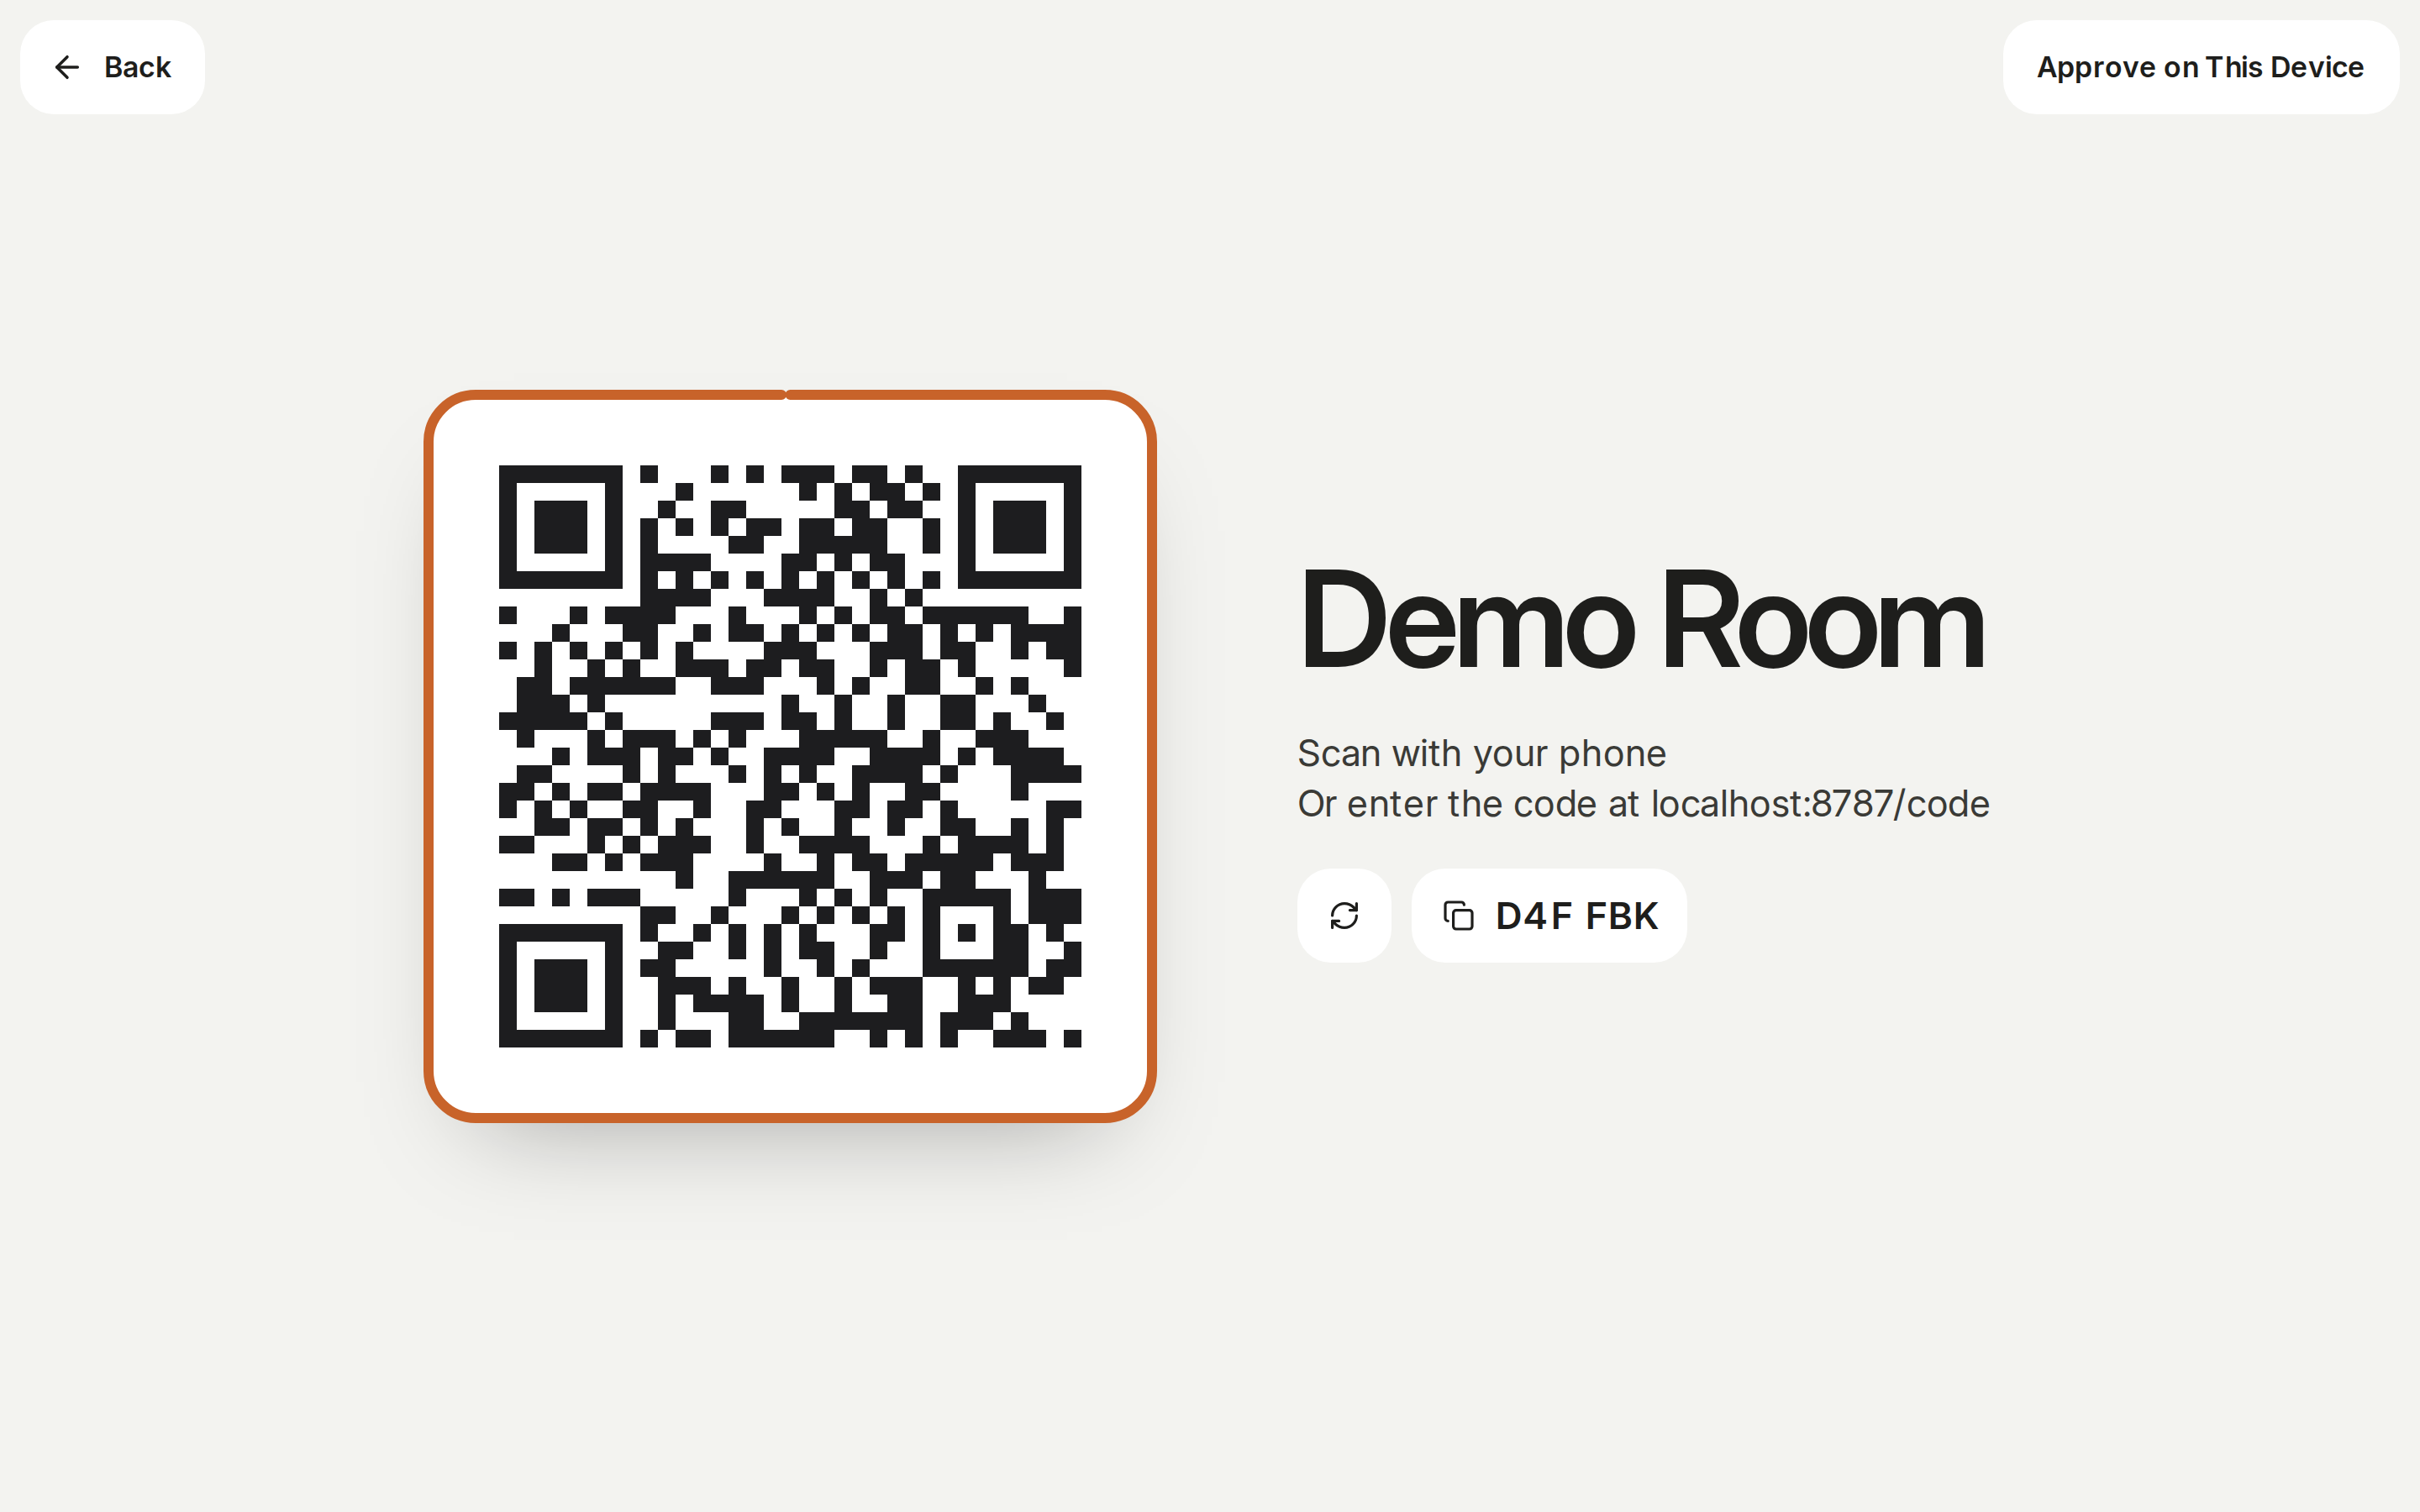 Back
Approve on This Device
Demo Room
Scan with your phone
Or enter the code at localhost:8787/code
D4F FBK